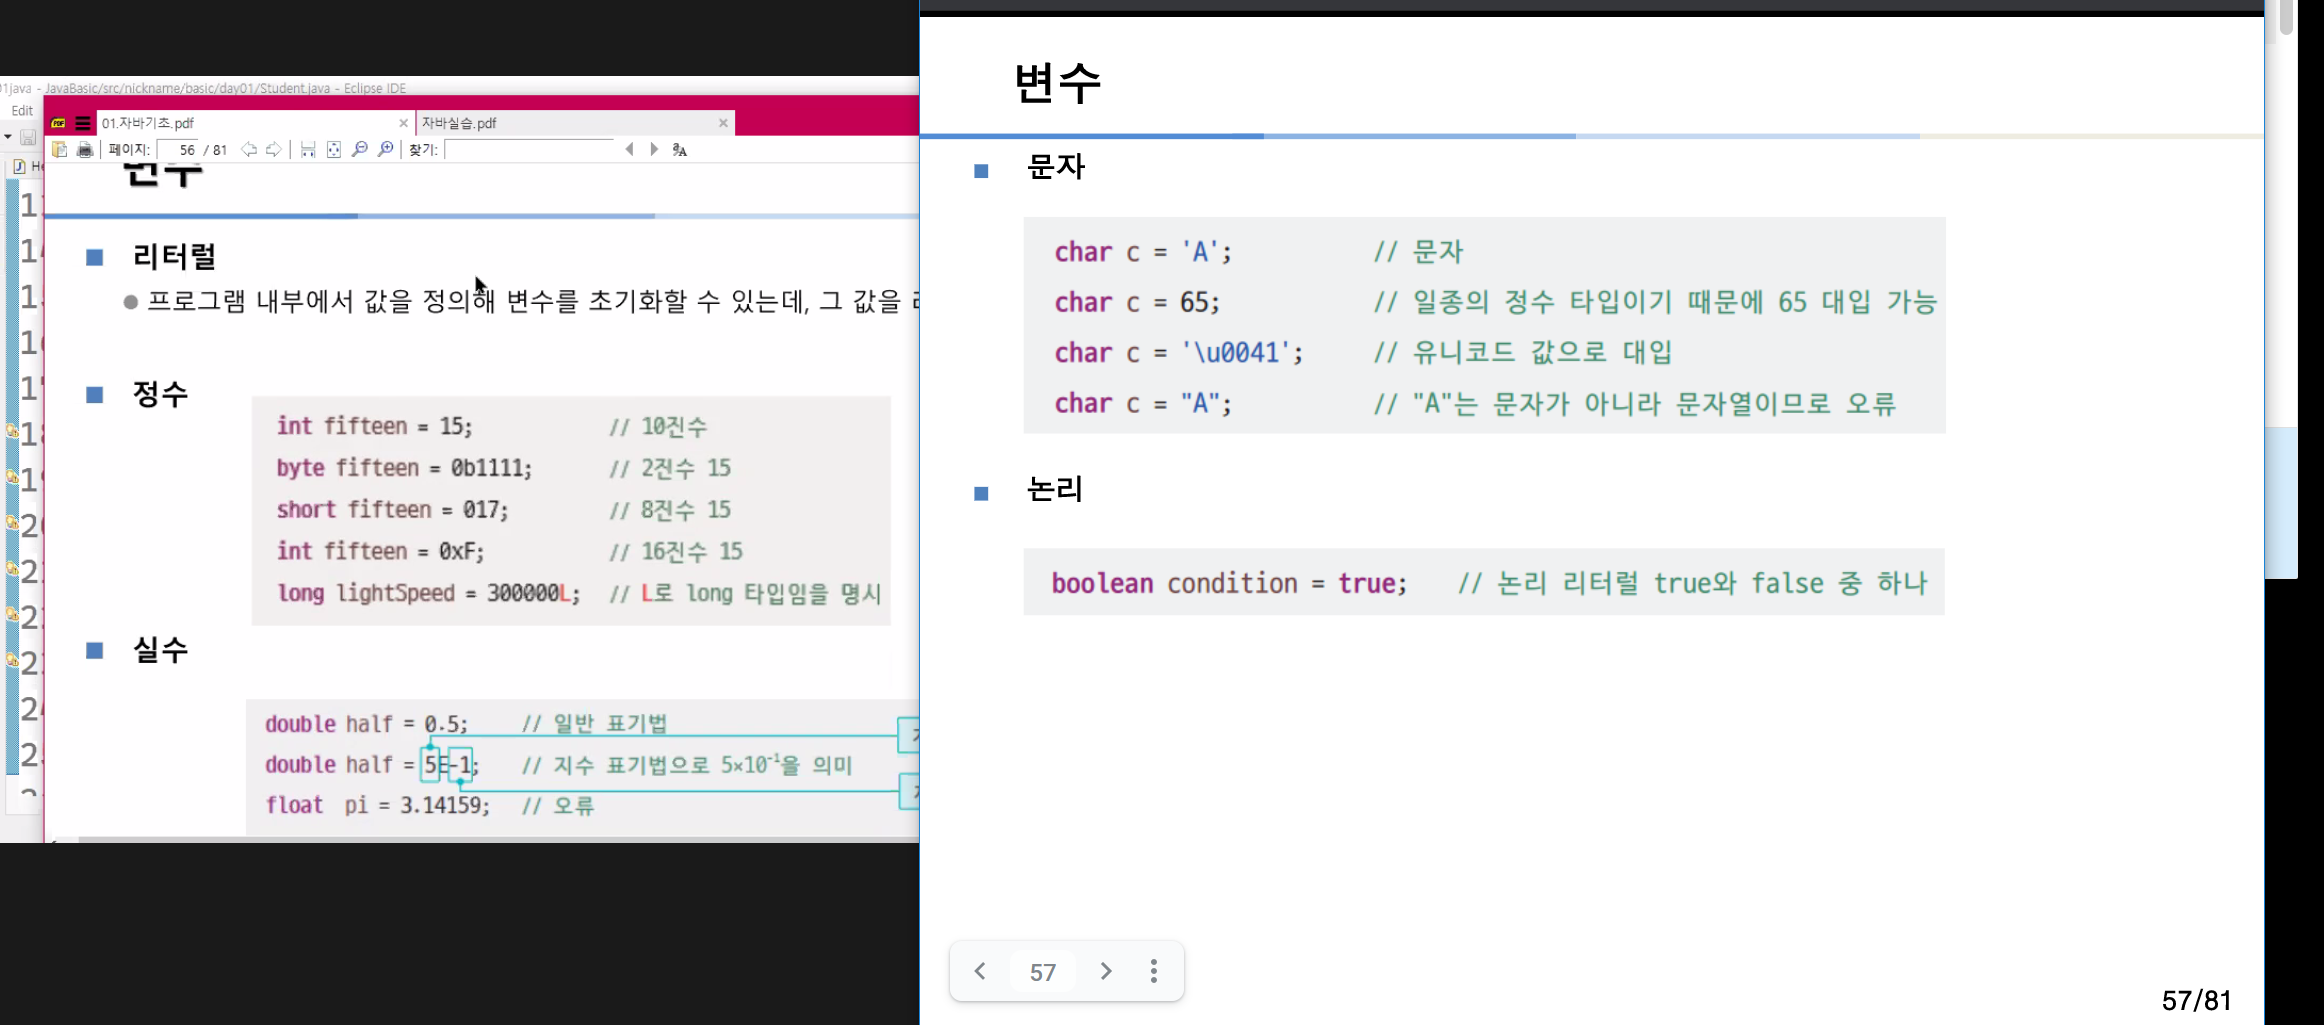 01java - JavaBasic/src/nickname/basic/day01/Student.java - Eclipse IDE
Edit
01.자바기초.pdf
자바실습.pdf
페이지: 56 / 81
찾기:
변수
리터럴
프로그램 내부에서 값을 정의해 변수를 초기화할 수 있는데, 그 값을
정수
int fifteen = 15; // 10진수
byte fifteen = 0b1111; // 2진수 15
short fifteen = 017; // 8진수 15
int fifteen = 0xF; // 16진수 15
long lightSpeed = 300000L; // L로 long 타입임을 명시
실수
double half = 0.5; // 일반 표기법
double half = 5E-1; // 지수 표기법으로 5×10⁻¹을 의미
float pi = 3.14159; // 오류
변수
문자
char c = 'A'; // 문자
char c = 65; // 일종의 정수 타입이기 때문에 65 대입 가능
char c = '\u0041'; // 유니코드 값으로 대입
char c = "A"; // "A"는 문자가 아니라 문자열이므로 오류
논리
boolean condition = true; // 논리 리터럴 true와 false 중 하나
57
57/81